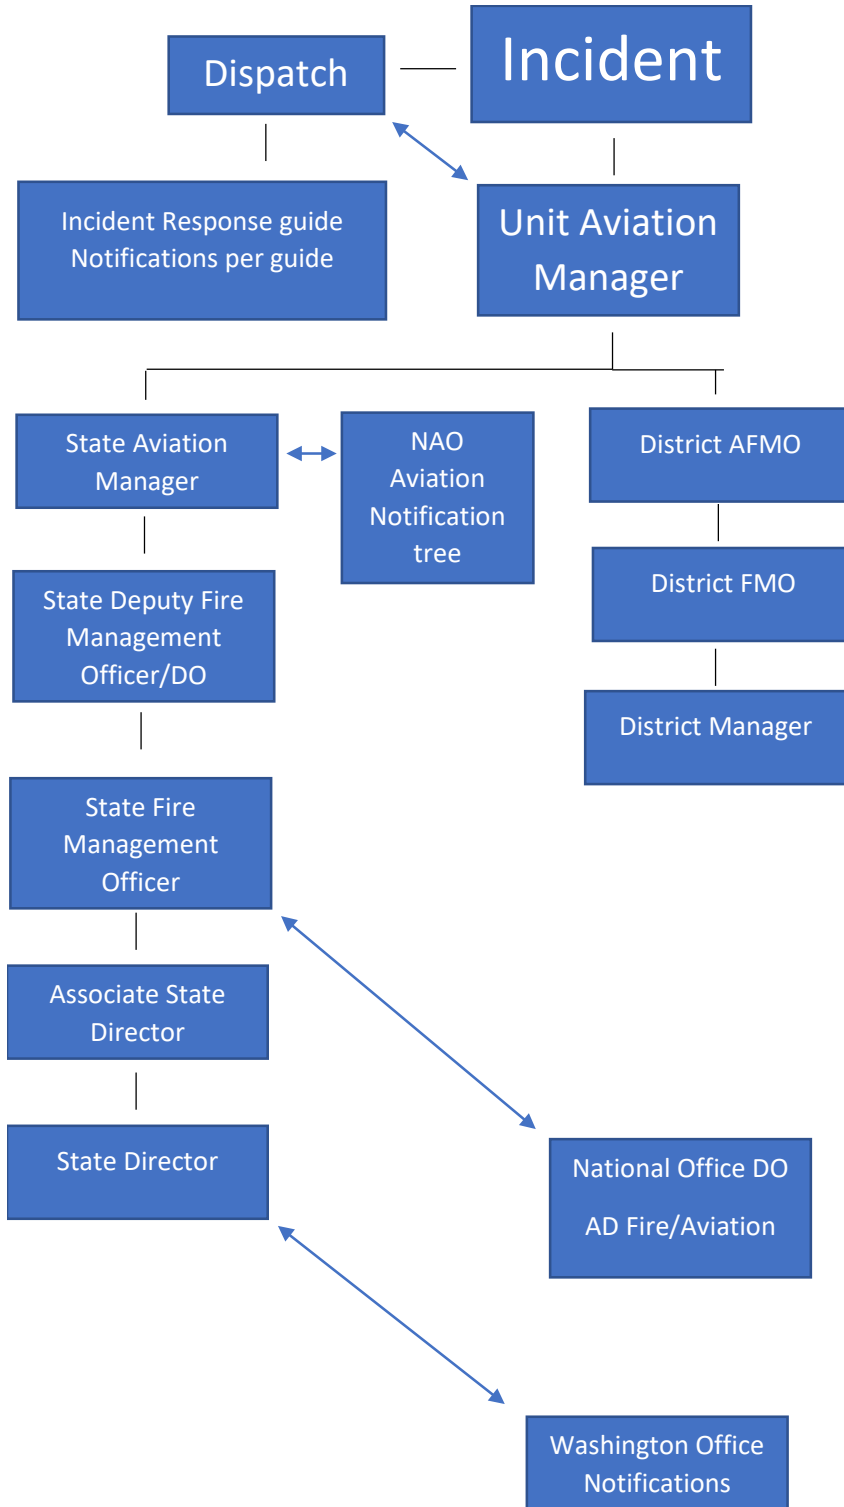 Incident
Dispatch
Incident Response guide
Notifications per guide
Unit Aviation
Manager
State Aviation
Manager
NAO
Aviation
Notification
tree
District AFMO
State Deputy Fire
Management
Officer/DO
District FMO
District Manager
State Fire
Management
Officer
Associate State
Director
State Director
National Office DO
AD Fire/Aviation
Washington Office
Notifications